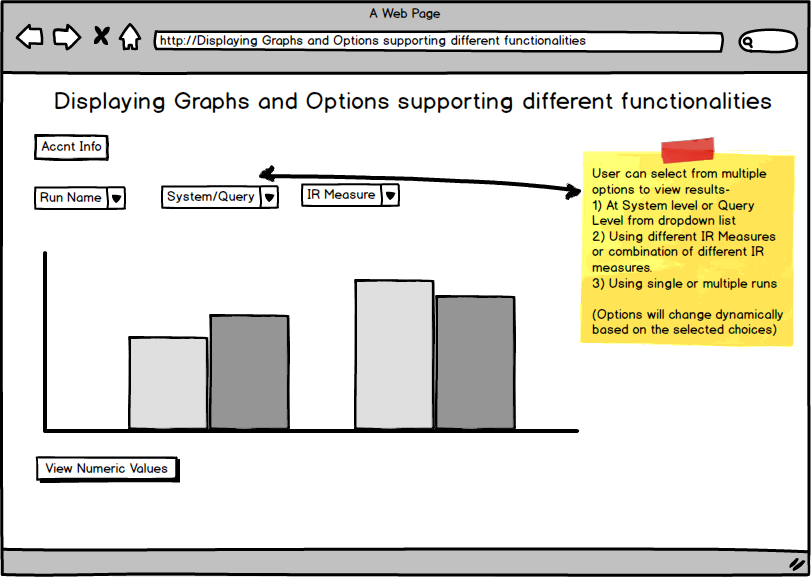 A Web Page
http://Displaying Graphs and Options supporting different functionalities
Displaying Graphs and Options supporting different functionalities
Accnt Info
Run Name
System/Query
IR Measure
User can select from multiple
options to view results-
1) At System level or Query
Level from dropdown list
2) Using different IR Measures
or combination of different IR
measures.
3) Using single or multiple runs
(Options will change dynamically
based on the selected choices)
View Numeric Values